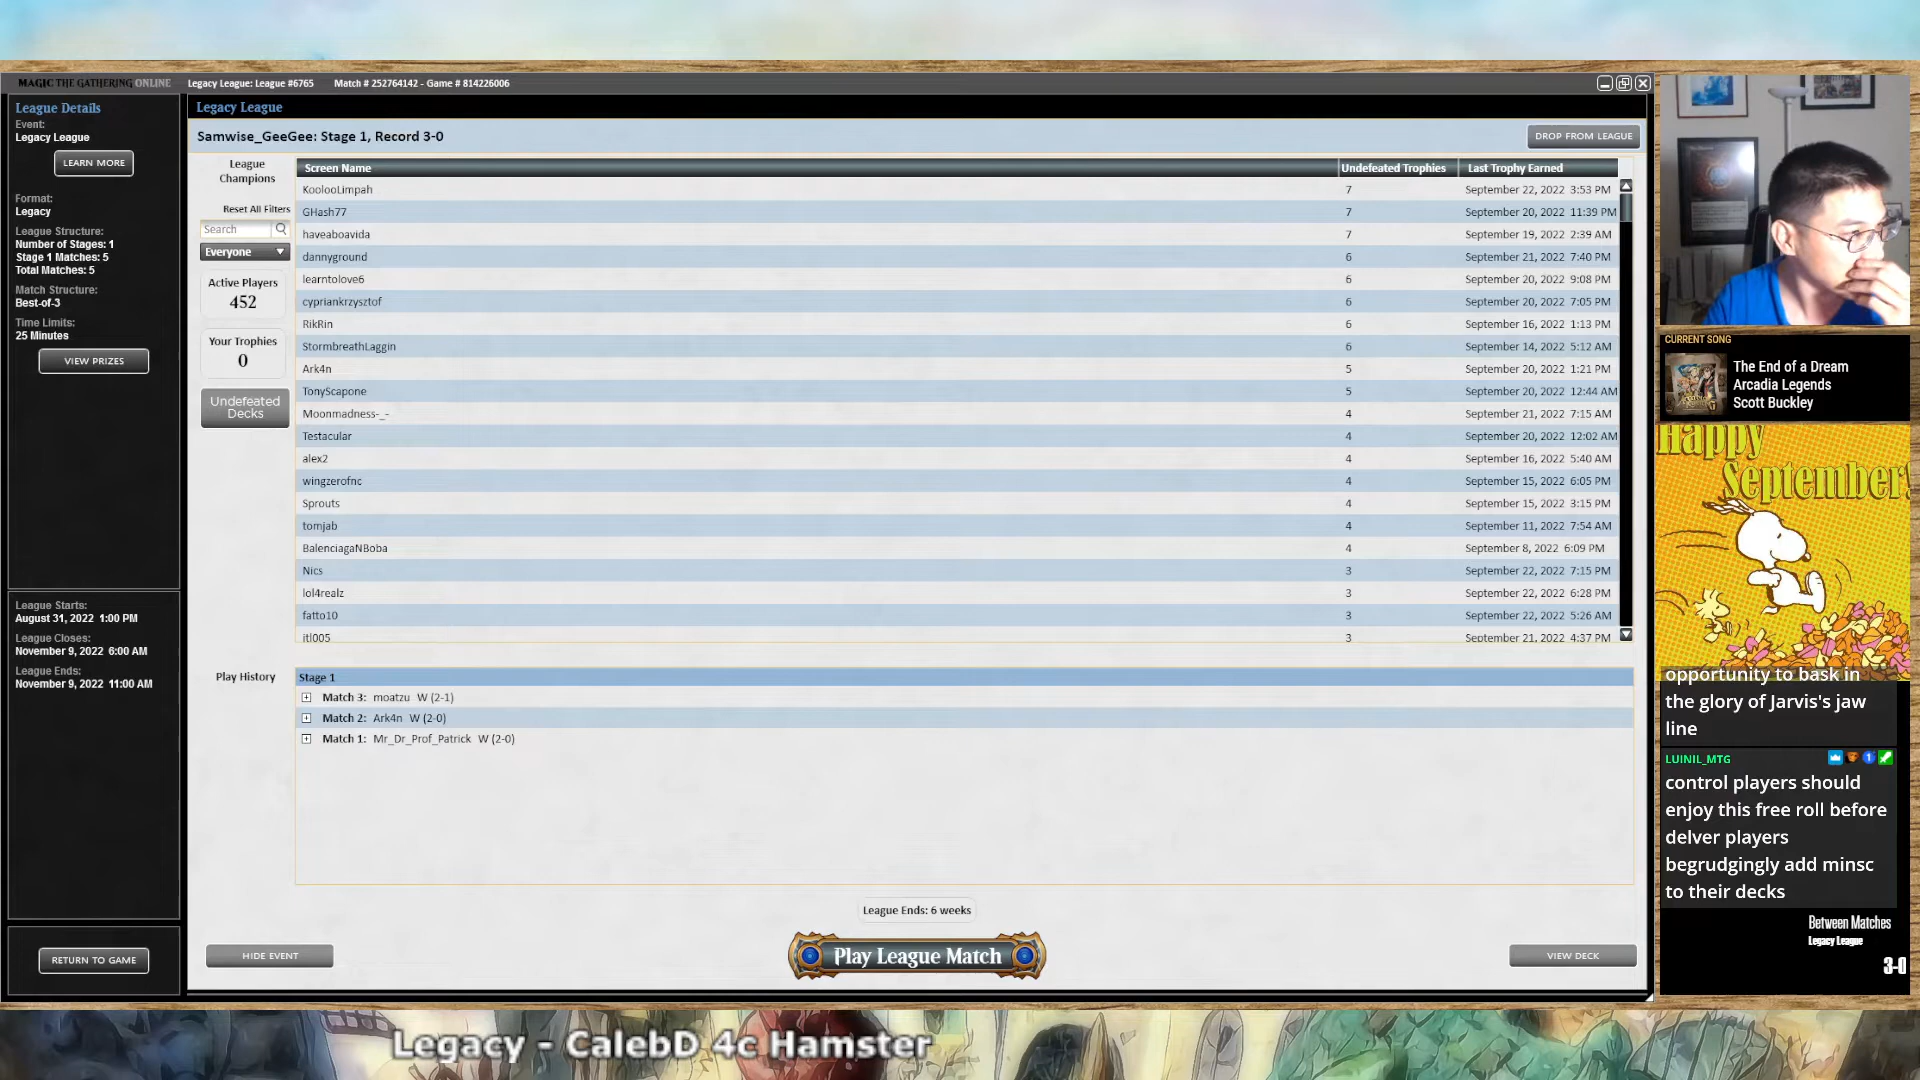 MAGIC THE GATHERING ONLINE
Legacy League: League #6765
Match # 252764142 - Game # 814226006
League Details
Event:
Legacy League
LEARN MORE
Format:
Legacy
League Structure:
Number of Stages: 1
Stage 1 Matches: 5
Total Matches: 5
Match Structure:
Best-of-3
Time Limits:
25 Minutes
VIEW PRIZES
League Starts:
August 31, 2022 1:00 PM
League Closes:
November 9, 2022 6:00 AM
League Ends:
November 9, 2022 11:00 AM
RETURN TO GAME
Legacy League
Samwise_GeeGee: Stage 1, Record 3-0
DROP FROM LEAGUE
League
Champions
Reset All Filters
Search
Everyone
Active Players
452
Your Trophies
0
Undefeated
Decks
Screen Name Undefeated Trophies Last Trophy Earned
KoolooLimpah 7 September 22, 2022 3:53 PM
GHash77 7 September 20, 2022 11:39 PM
haveaboavida 7 September 19, 2022 2:39 AM
dannyground 6 September 21, 2022 7:40 PM
learntolove6 6 September 20, 2022 9:08 PM
cypriankrzysztof 6 September 20, 2022 7:05 PM
RikRin 6 September 16, 2022 1:13 PM
StormbreathLaggin 6 September 14, 2022 5:12 AM
Ark4n 5 September 20, 2022 1:21 PM
TonyScapone 5 September 20, 2022 12:44 AM
Moonmadness-_- 4 September 21, 2022 7:15 AM
Testacular 4 September 20, 2022 12:02 AM
alex2 4 September 16, 2022 5:40 AM
wingzerofnc 4 September 15, 2022 6:05 PM
Sprouts 4 September 15, 2022 3:15 PM
tomjab 4 September 11, 2022 7:54 AM
BalenciagaNBoba 4 September 8, 2022 6:09 PM
Nics 3 September 22, 2022 7:15 PM
lol4realz 3 September 22, 2022 6:28 PM
fatto10 3 September 22, 2022 5:26 AM
itl005 3 September 21, 2022 4:37 PM
Play History
Stage 1
Match 3: moatzu W (2-1)
Match 2: Ark4n W (2-0)
Match 1: Mr_Dr_Prof_Patrick W (2-0)
League Ends: 6 weeks
HIDE EVENT
Play League Match
VIEW DECK
CURRENT SONG
The End of a Dream
Arcadia Legends
Scott Buckley
Happy
September!
opportunity to bask in
the glory of Jarvis's jaw
line
LUINIL_MTG
control players should
enjoy this free roll before
delver players
begrudgingly add minsc
to their decks
Between Matches
Legacy League
3-0
Legacy - CalebD 4c Hamster